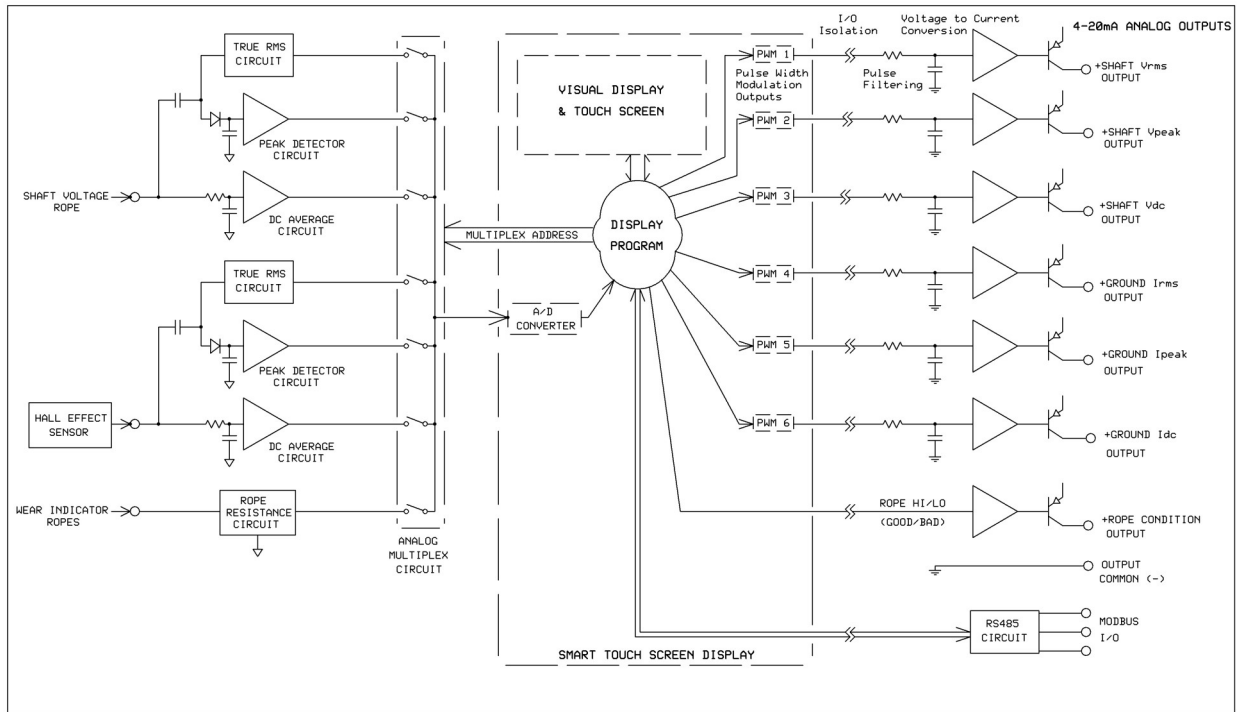 I/O
Isolation
Voltage to Current
Conversion
4-20mA ANALOG OUTPUTS
TRUE RMS
CIRCUIT
PEAK DETECTOR
CIRCUIT
SHAFT VOLTAGE
ROPE
DC AVERAGE
CIRCUIT
TRUE RMS
CIRCUIT
PEAK DETECTOR
CIRCUIT
HALL EFFECT
SENSOR
DC AVERAGE
CIRCUIT
WEAR INDICATOR
ROPES
ROPE
RESISTANCE
CIRCUIT
ANALOG
MULTIPLEX
CIRCUIT
VISUAL DISPLAY
& TOUCH SCREEN
MULTIPLEX ADDRESS
DISPLAY
PROGRAM
A/D
CONVERTER
SMART TOUCH SCREEN DISPLAY
PWM 1
Pulse Width
Modulation
Outputs
PWM 2
PWM 3
PWM 4
PWM 5
PWM 6
Pulse
Filtering
ROPE HI/LO
(GOOD/BAD)
+SHAFT Vrms
OUTPUT
+SHAFT Vpeak
OUTPUT
+SHAFT Vdc
OUTPUT
+GROUND Irms
OUTPUT
+GROUND Ipeak
OUTPUT
+GROUND Idc
OUTPUT
+ROPE CONDITION
OUTPUT
OUTPUT
COMMON (-)
RS485
CIRCUIT
MODBUS
I/O